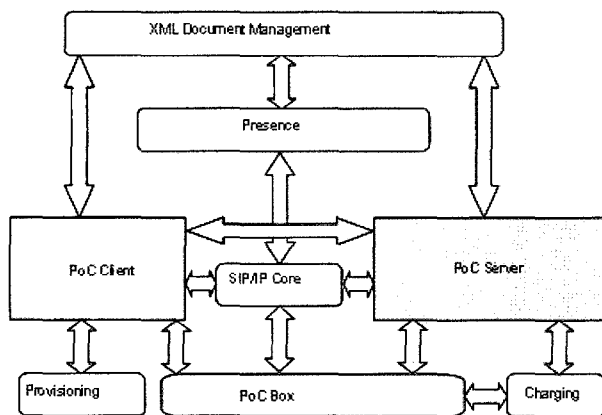 XML Document Management
Presence
PoC Client
PoC Server
SIP/IP Core
Provisioning
PoC Box
Charging